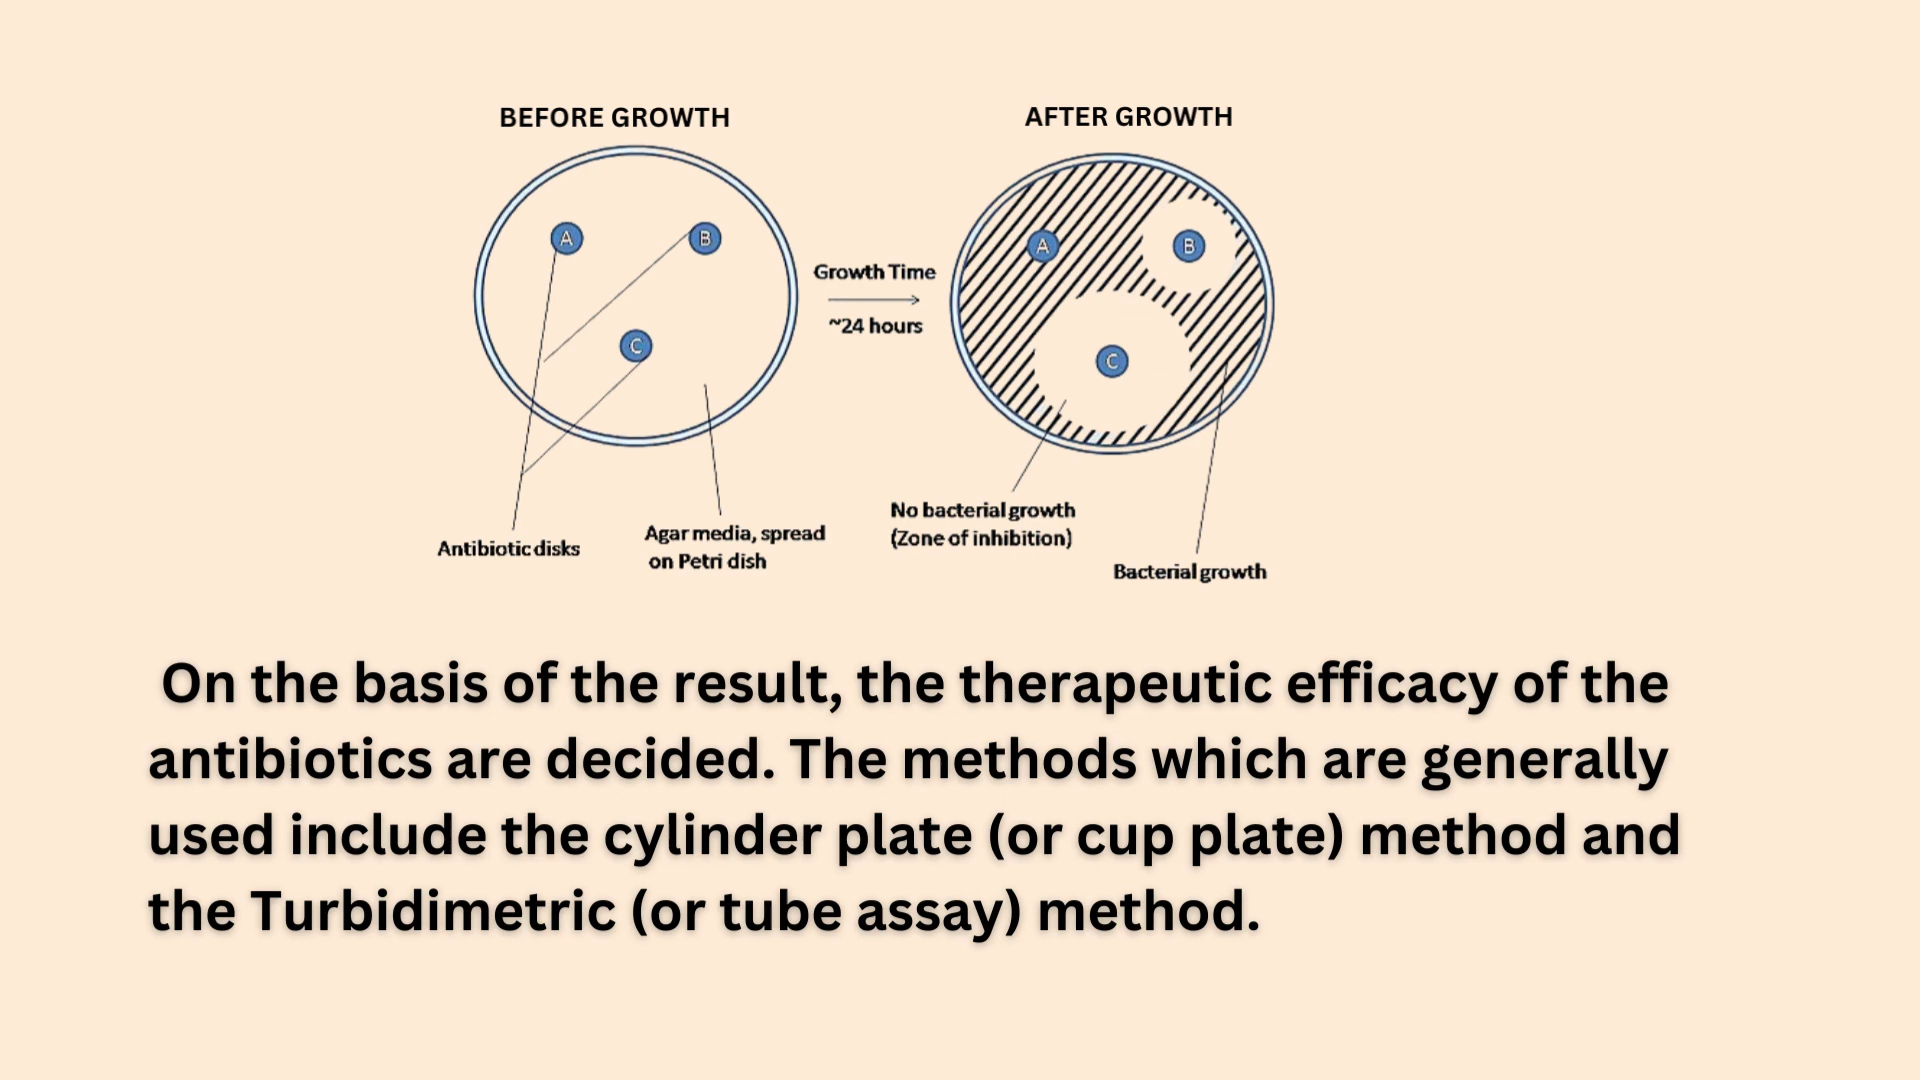 BEFORE GROWTH
AFTER GROWTH
A
B
C
Growth Time
~24 hours
A
B
C
Antibiotic disks
Agar media, spread
on Petri dish
No bacterial growth
(Zone of inhibition)
Bacterial growth
On the basis of the result, the therapeutic efficacy of the
antibiotics are decided. The methods which are generally
used include the cylinder plate (or cup plate) method and
the Turbidimetric (or tube assay) method.